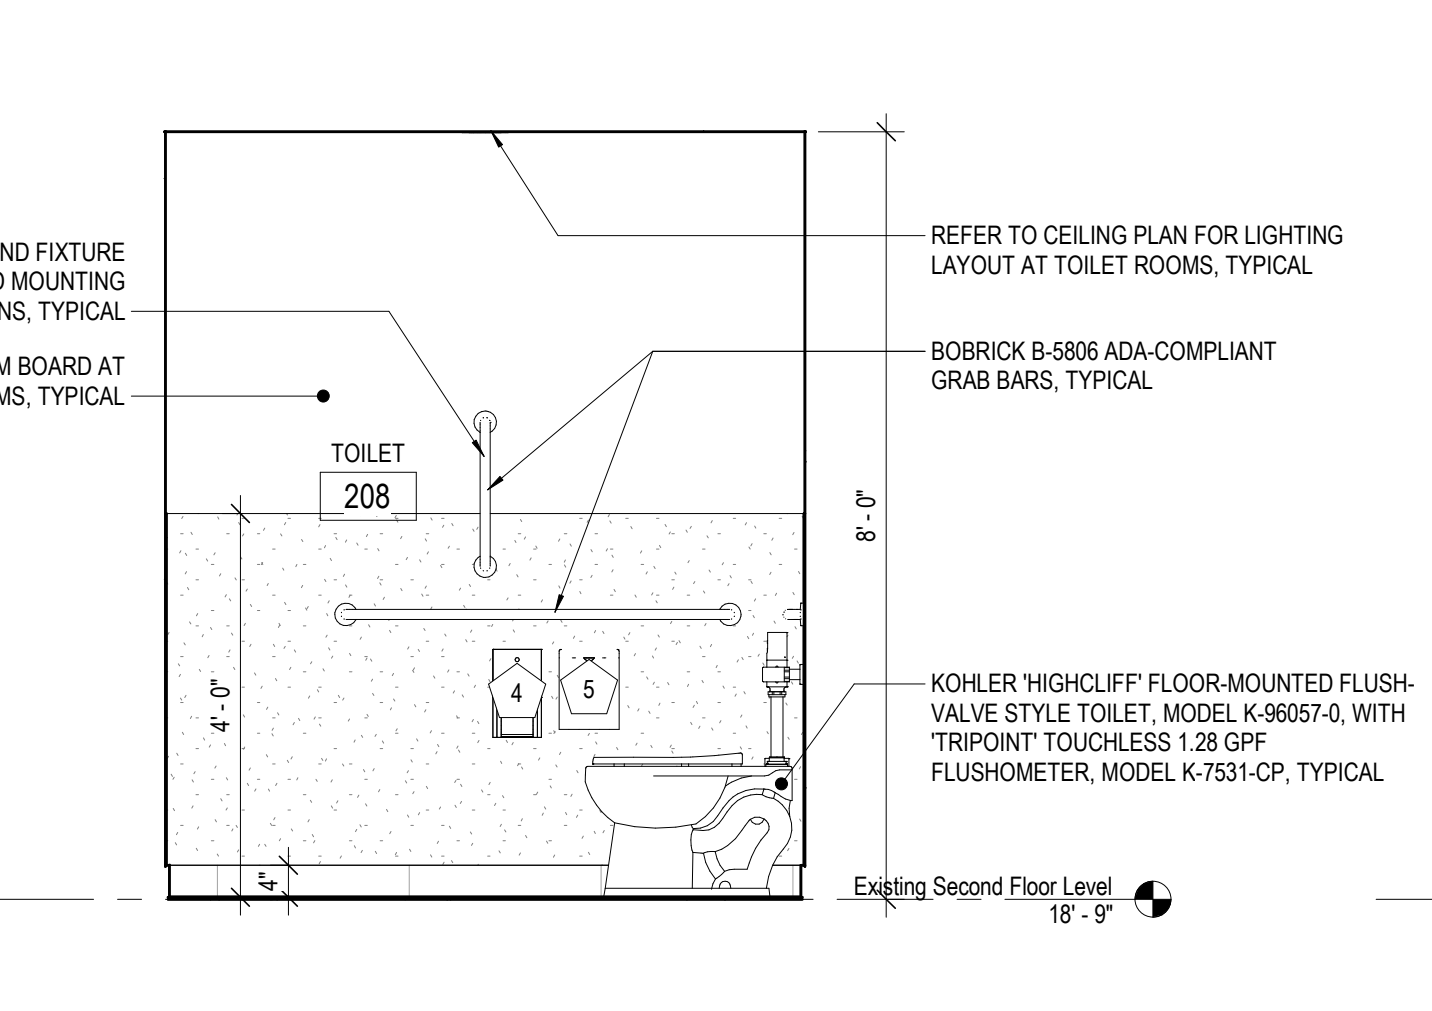 REFER TO CEILING PLAN FOR LIGHTING
LAYOUT AT TOILET ROOMS, TYPICAL
FIXTURE
MOUNTING
TYPICAL
BOARD AT
TYPICAL
BOBRICK B-5806 ADA-COMPLIANT
GRAB BARS, TYPICAL
TOILET
208
8' - 0"
4' - 0"
4
5
KOHLER 'HIGHCLIFF' FLOOR-MOUNTED FLUSH-
VALVE STYLE TOILET, MODEL K-96057-0, WITH
'TRIPOINT' TOUCHLESS 1.28 GPF
FLUSHOMETER, MODEL K-7531-CP, TYPICAL
4"
Existing Second Floor Level
18' - 9"